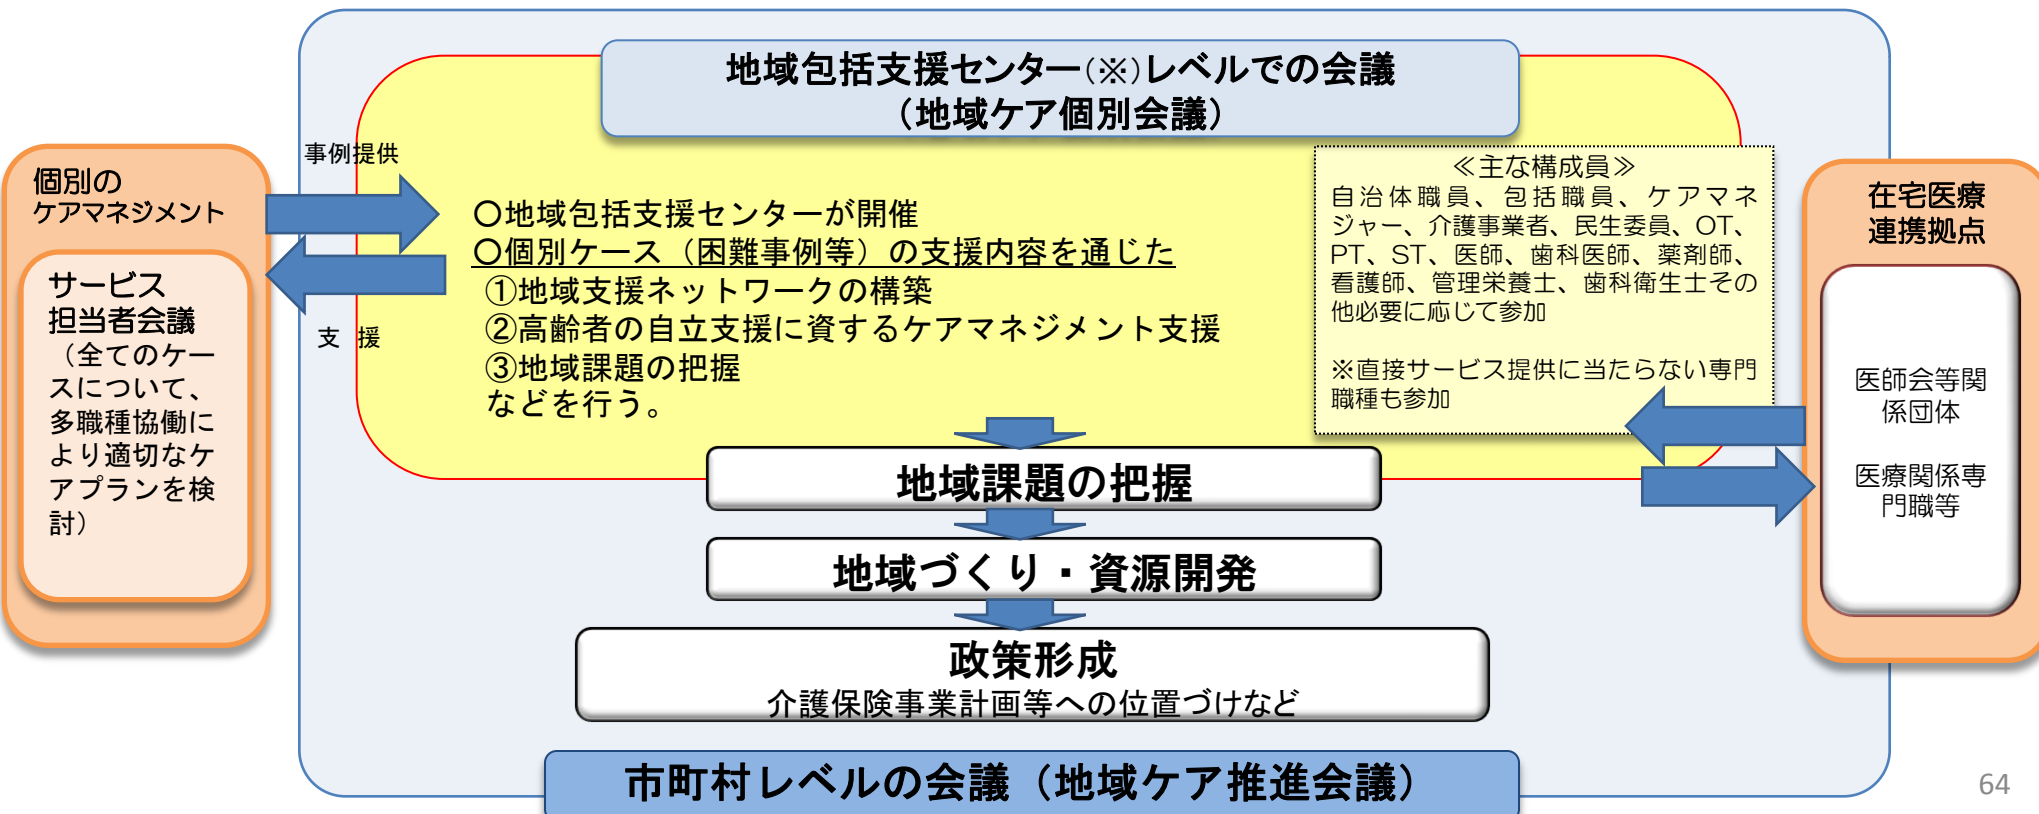 地域包括支援センター(※)レベルでの会議
（地域ケア個別会議）
事例提供
支　援
個別の
ケアマネジメント
サービス
担当者会議
（全てのケー
スについて、
多職種協働に
より適切なケ
アプランを検
討）
〇地域包括支援センターが開催
〇個別ケース（困難事例等）の支援内容を通じた
①地域支援ネットワークの構築
②高齢者の自立支援に資するケアマネジメント支援
③地域課題の把握
などを行う。
≪主な構成員≫
自治体職員、包括職員、ケアマネ
ジャー、介護事業者、民生委員、OT、
PT、ST、医師、歯科医師、薬剤師、
看護師、管理栄養士、歯科衛生士その
他必要に応じて参加
※直接サービス提供に当たらない専門
職種も参加
在宅医療
連携拠点
医師会等関
係団体
医療関係専
門職等
地域課題の把握
地域づくり・資源開発
政策形成
介護保険事業計画等への位置づけなど
市町村レベルの会議（地域ケア推進会議）
64